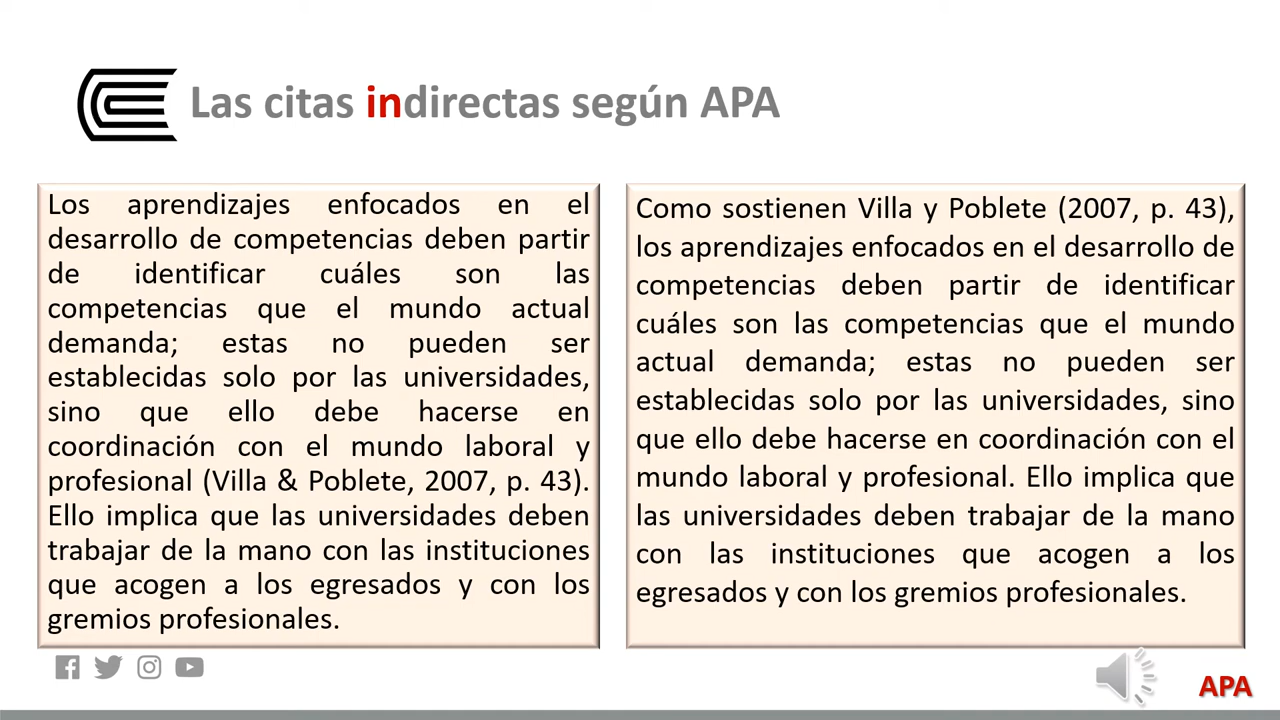 Las citas indirectas según APA
Los aprendizajes enfocados en el
desarrollo de competencias deben partir
de identificar cuáles son las
competencias que el mundo actual
demanda; estas no pueden ser
establecidas solo por las universidades,
sino que ello debe hacerse en
coordinación con el mundo laboral y
profesional (Villa & Poblete, 2007, p. 43).
Ello implica que las universidades deben
trabajar de la mano con las instituciones
que acogen a los egresados y con los
gremios profesionales.
Como sostienen Villa y Poblete (2007, p. 43),
los aprendizajes enfocados en el desarrollo de
competencias deben partir de identificar
cuáles son las competencias que el mundo
actual demanda; estas no pueden ser
establecidas solo por las universidades, sino
que ello debe hacerse en coordinación con el
mundo laboral y profesional. Ello implica que
las universidades deben trabajar de la mano
con las instituciones que acogen a los
egresados y con los gremios profesionales.
APA